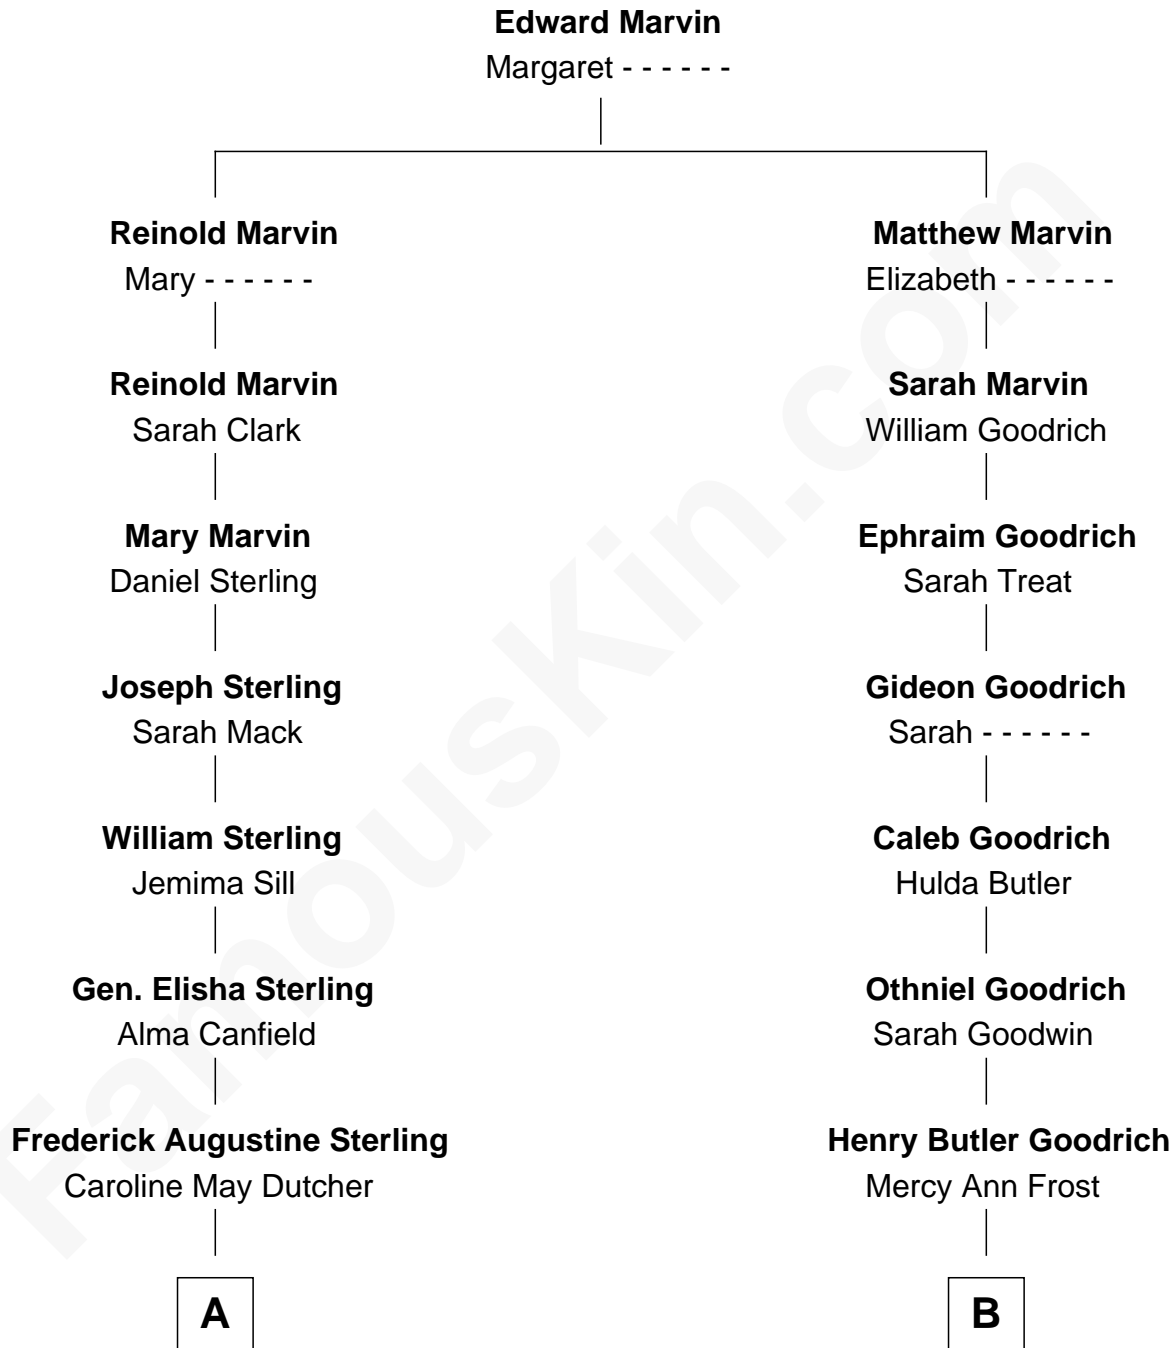 Edward Marvin
Margaret - - - - - -
Reinold Marvin
Mary - - - - - -
Reinold Marvin
Sarah Clark
Mary Marvin
Daniel Sterling
Joseph Sterling
Sarah Mack
William Sterling
Jemima Sill
Gen. Elisha Sterling
Alma Canfield
Frederick Augustine Sterling
Caroline May Dutcher
A
Matthew Marvin
Elizabeth - - - - - -
Sarah Marvin
William Goodrich
Ephraim Goodrich
Sarah Treat
Gideon Goodrich
Sarah - - - - - -
Caleb Goodrich
Hulda Butler
Othniel Goodrich
Sarah Goodwin
Henry Butler Goodrich
Mercy Ann Frost
B
FamousKin.com